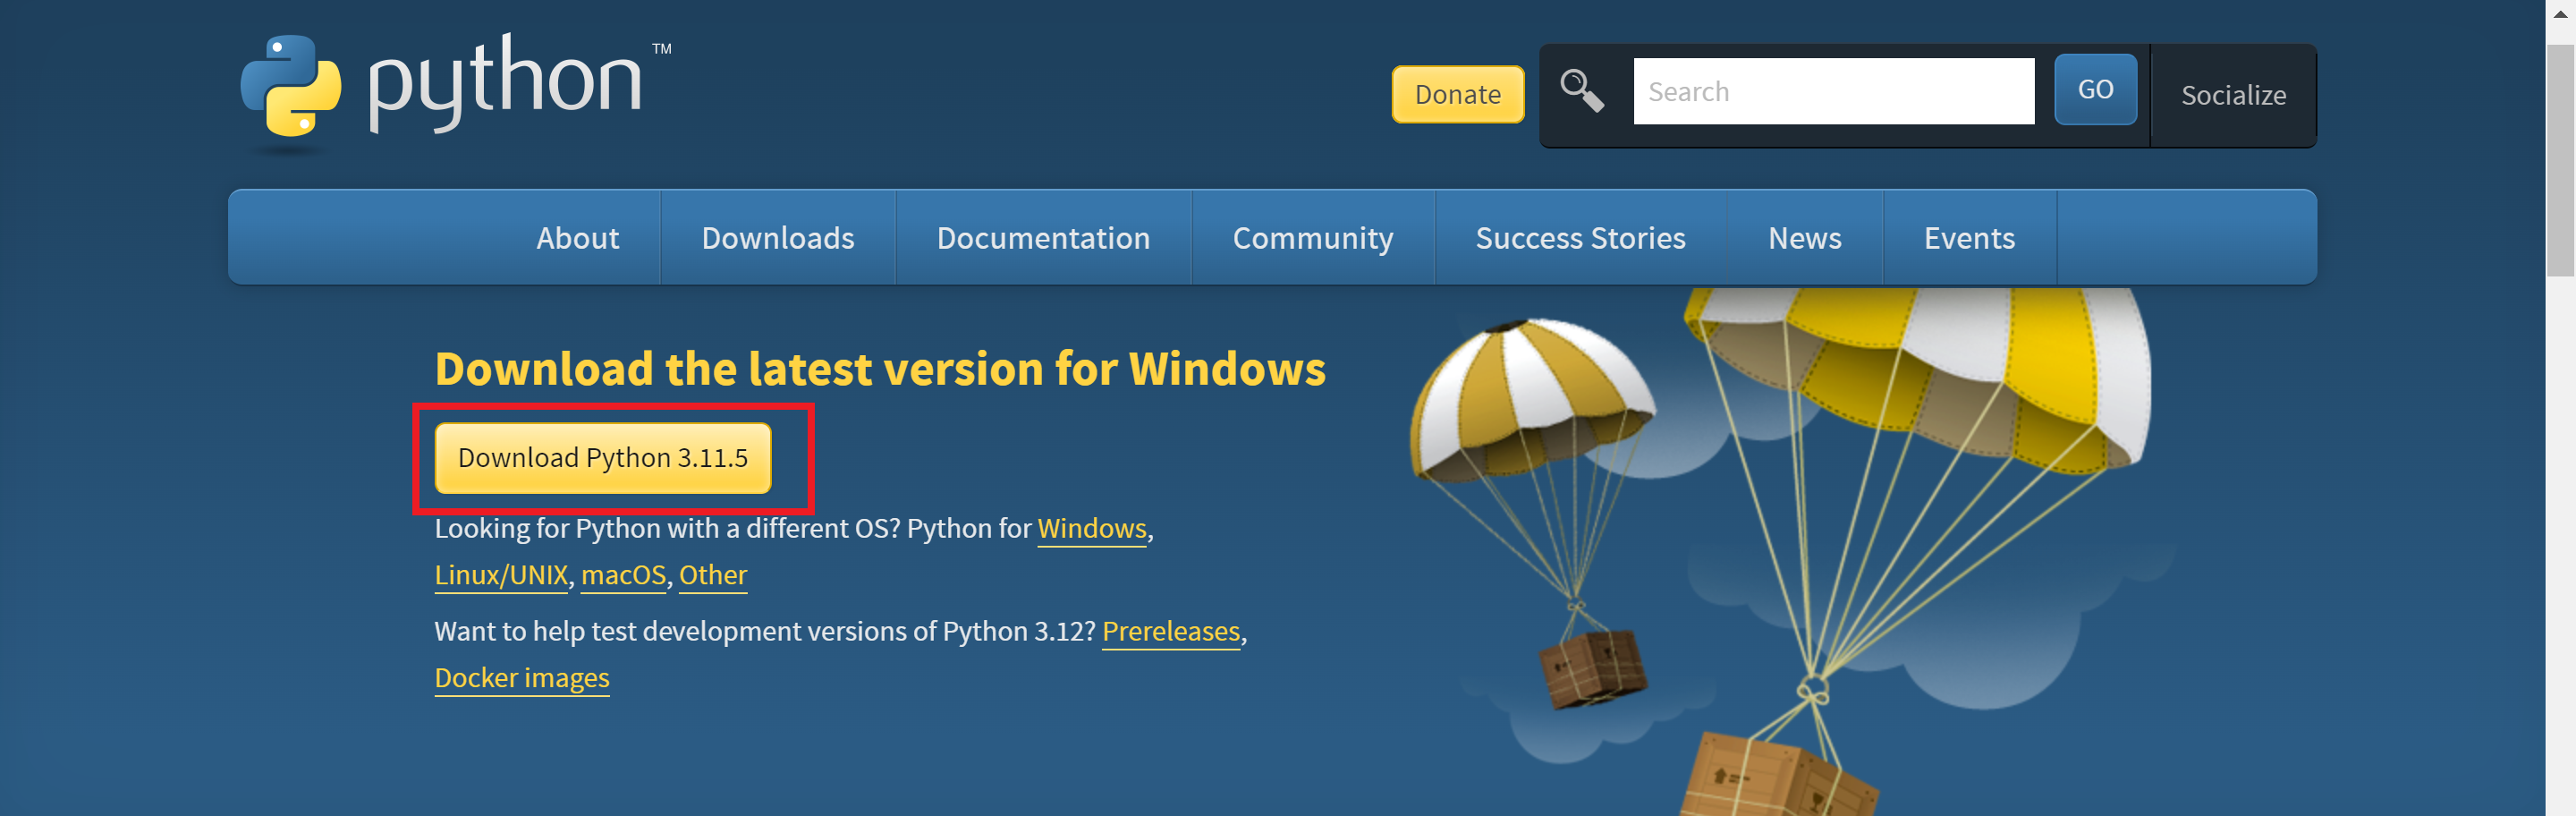 python™
Donate
Search
GO
Socialize
About
Downloads
Documentation
Community
Success Stories
News
Events
Download the latest version for Windows
Download Python 3.11.5
Looking for Python with a different OS? Python for Windows,
Linux/UNIX, macOS, Other
Want to help test development versions of Python 3.12? Prereleases,
Docker images